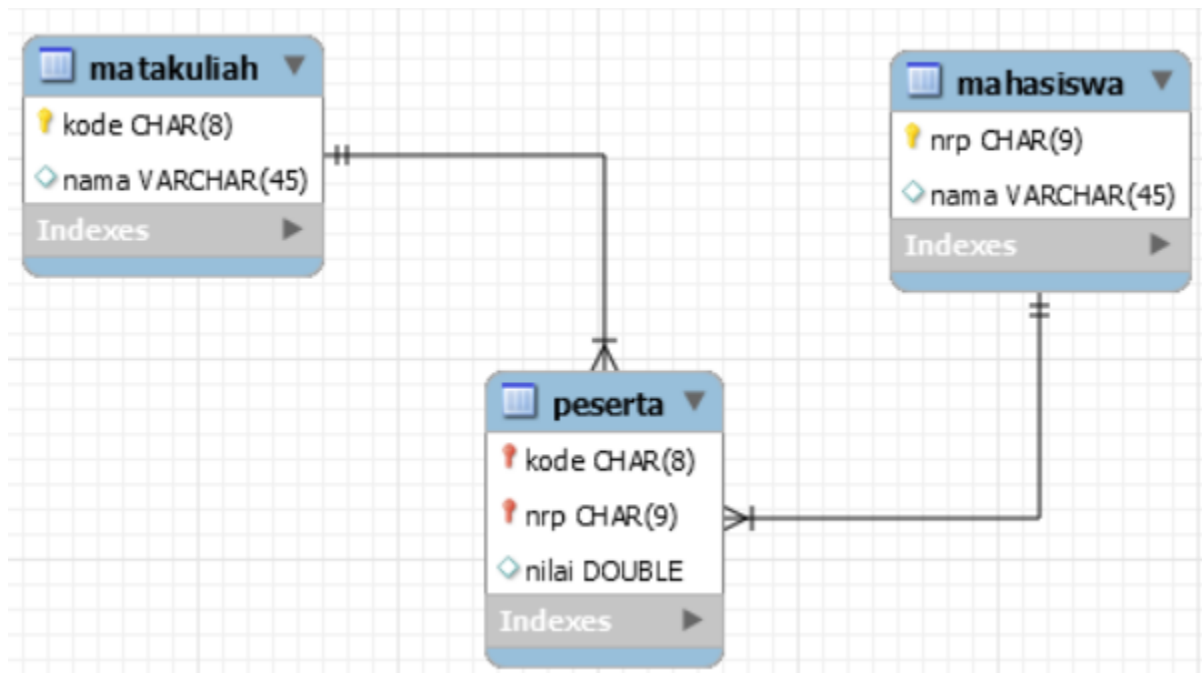 matakuliah
kode CHAR(8)
nama VARCHAR(45)
Indexes
mahasiswa
nrp CHAR(9)
nama VARCHAR(45)
Indexes
peserta
kode CHAR(8)
nrp CHAR(9)
nilai DOUBLE
Indexes